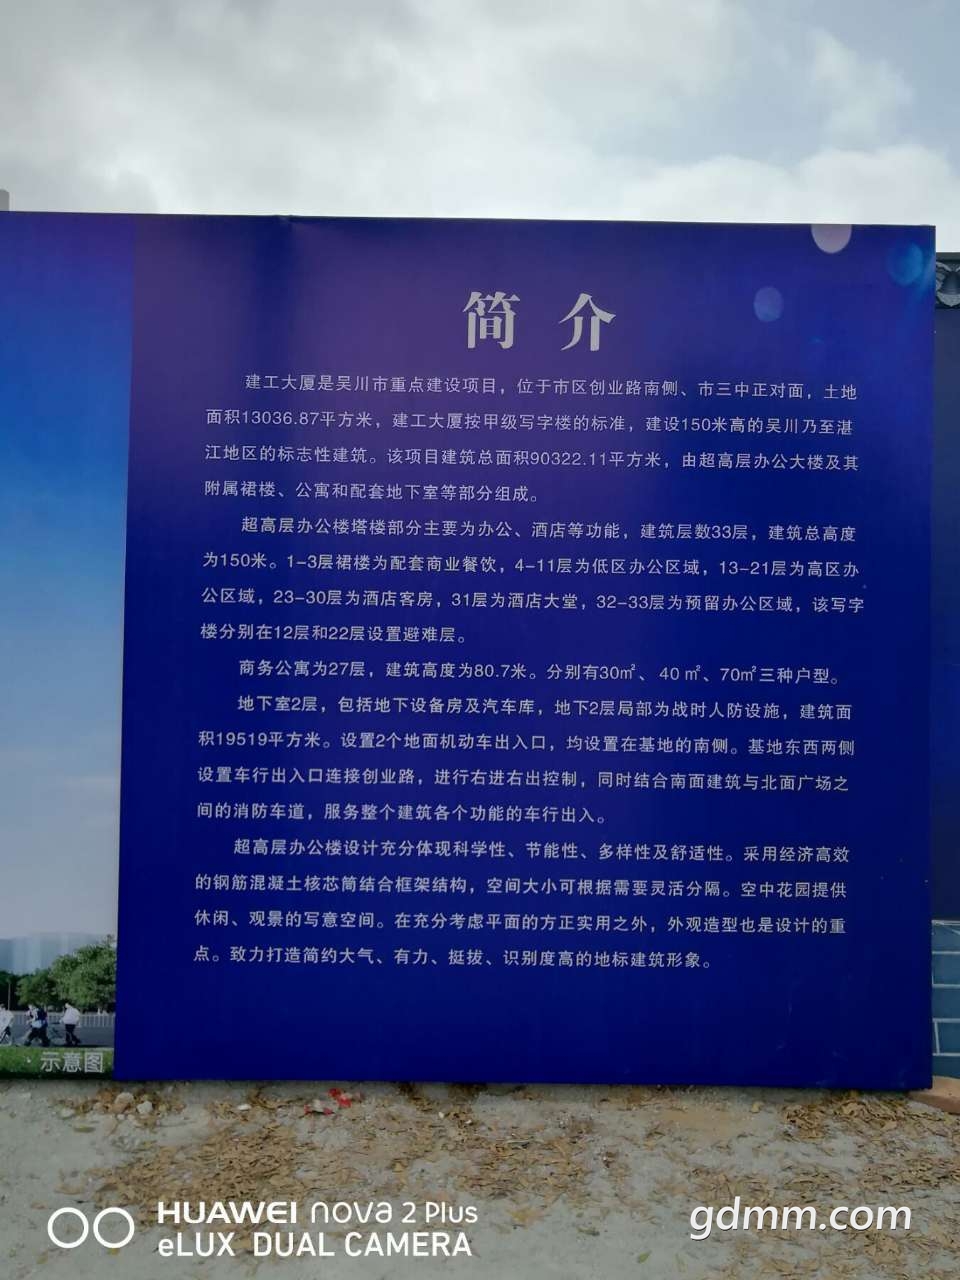 简 介
建工大厦是吴川市重点建设项目，位于市区创业路南侧、市三中正对面，土地
面积13036.87平方米，建工大厦按甲级写字楼的标准，建设150米高的吴川乃至湛
江地区的标志性建筑。该项目建筑总面积90322.11平方米，由超高层办公大楼及其
附属裙楼、公寓和配套地下室等部分组成。
超高层办公楼塔楼部分主要为办公、酒店等功能，建筑层数33层，建筑总高度
为150米。1-3层裙楼为配套商业餐饮，4-11层为低区办公区域，13-21层为高区办
公区域，23-30层为酒店客房，31层为酒店大堂，32-33层为预留办公区域，该写字
楼分别在12层和22层设置避难层。
商务公寓为27层，建筑高度为80.7米。分别有30㎡、40㎡、70㎡三种户型。
地下室2层，包括地下设备房及汽车库，地下2层局部为战时人防设施，建筑面
积19519平方米。设置2个地面机动车出入口，均设置在基地的南侧。基地东西两侧
设置车行出入口连接创业路，进行右进右出控制，同时结合南面建筑与北面广场之
间的消防车道，服务整个建筑各个功能的车行出入。
超高层办公楼设计充分体现科学性、节能性、多样性及舒适性。采用经济高效
的钢筋混凝土核芯筒结合框架结构，空间大小可根据需要灵活分隔。空中花园提供
休闲、观景的写意空间。在充分考虑平面的方正实用之外，外观造型也是设计的重
点。致力打造简约大气、有力、挺拔、识别度高的地标建筑形象。
示意图
HUAWEI nova 2 Plus
eLUX DUAL CAMERA
gdmm.com